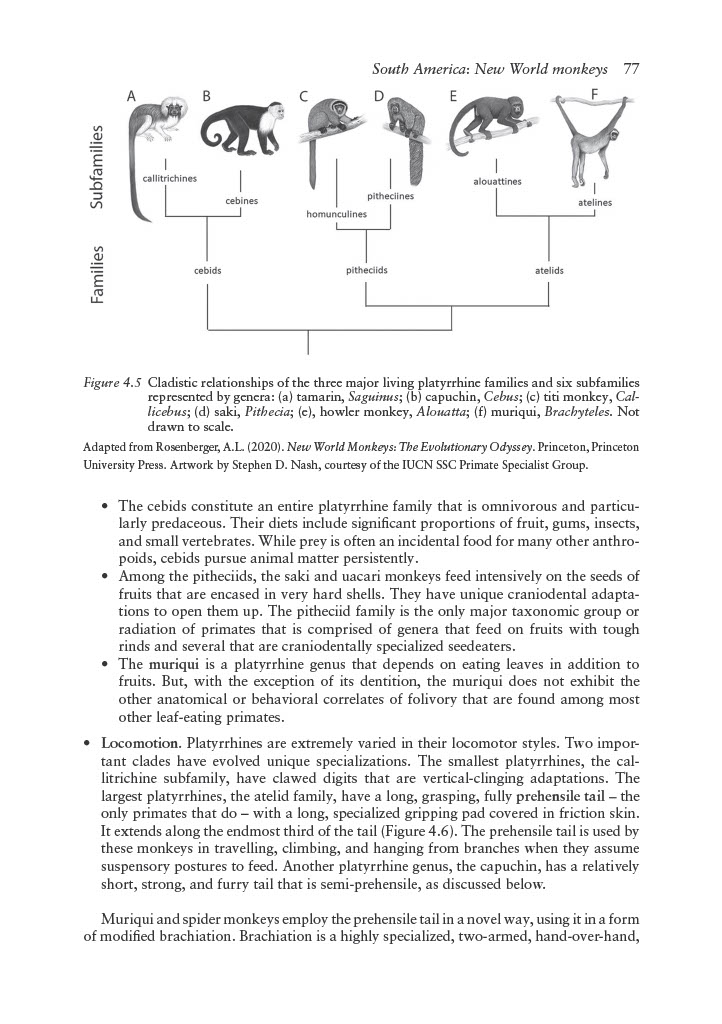 South America: New World monkeys 77
A B C D E F
Subfamilies
callitrichines
cebines
homunculines
pitheciines
alouattines
atelines
Families
cebids
pitheciids
atelids
Figure 4.5 Cladistic relationships of the three major living platyrrhine families and six subfamilies
represented by genera: (a) tamarin, Saguinus; (b) capuchin, Cebus; (c) titi monkey, Cal-
licebus; (d) saki, Pithecia; (e), howler monkey, Alouatta; (f) muriqui, Brachyteles. Not
drawn to scale.
Adapted from Rosenberger, A.L. (2020). New World Monkeys: The Evolutionary Odyssey. Princeton, Princeton
University Press. Artwork by Stephen D. Nash, courtesy of the IUCN SSC Primate Specialist Group.
• The cebids constitute an entire platyrrhine family that is omnivorous and particu-
larly predaceous. Their diets include significant proportions of fruit, gums, insects,
and small vertebrates. While prey is often an incidental food for many other anthro-
poids, cebids pursue animal matter persistently.
• Among the pitheciids, the saki and uacari monkeys feed intensively on the seeds of
fruits that are encased in very hard shells. They have unique craniodental adapta-
tions to open them up. The pitheciid family is the only major taxonomic group or
radiation of primates that is comprised of genera that feed on fruits with tough
rinds and several that are craniodentally specialized seedeaters.
• The muriqui is a platyrrhine genus that depends on eating leaves in addition to
fruits. But, with the exception of its dentition, the muriqui does not exhibit the
other anatomical or behavioral correlates of folivory that are found among most
other leaf-eating primates.
• Locomotion. Platyrrhines are extremely varied in their locomotor styles. Two impor-
tant clades have evolved unique specializations. The smallest platyrrhines, the cal-
litrichine subfamily, have clawed digits that are vertical-clinging adaptations. The
largest platyrrhines, the atelid family, have a long, grasping, fully prehensile tail – the
only primates that do – with a long, specialized gripping pad covered in friction skin.
It extends along the endmost third of the tail (Figure 4.6). The prehensile tail is used by
these monkeys in travelling, climbing, and hanging from branches when they assume
suspensory postures to feed. Another platyrrhine genus, the capuchin, has a relatively
short, strong, and furry tail that is semi-prehensile, as discussed below.
Muriqui and spider monkeys employ the prehensile tail in a novel way, using it in a form
of modified brachiation. Brachiation is a highly specialized, two-armed, hand-over-hand,